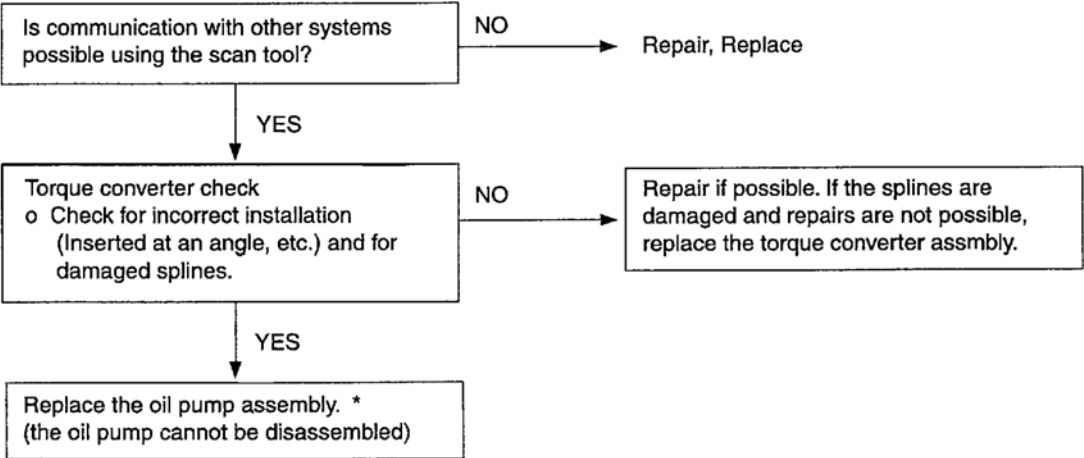 Is communication with other systems
possible using the scan tool?
NO
Repair, Replace
YES
Torque converter check
o Check for incorrect installation
(Inserted at an angle, etc.) and for
damaged splines.
NO
Repair if possible. If the splines are
damaged and repairs are not possible,
replace the torque converter assmbly.
YES
Replace the oil pump assembly. *
(the oil pump cannot be disassembled)